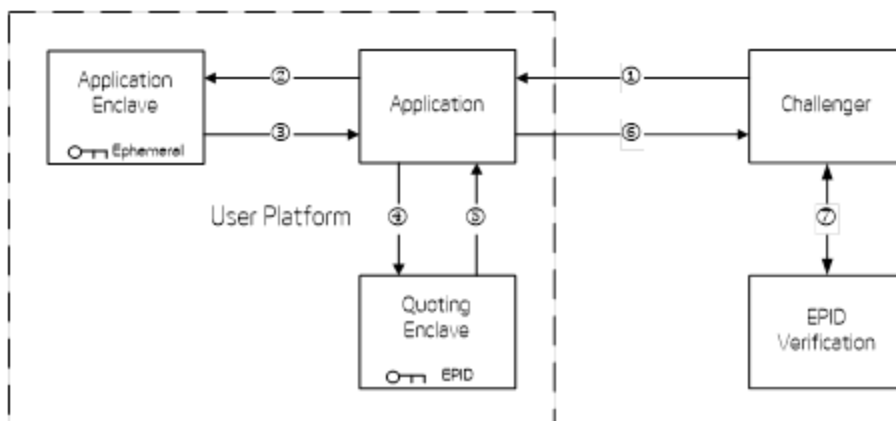 Application
Enclave
Ephemeral
②
③
Application
①
⑥
Challenger
User Platform
④
⑤
⑦
Quoting
Enclave
EPID
EPID
Verification